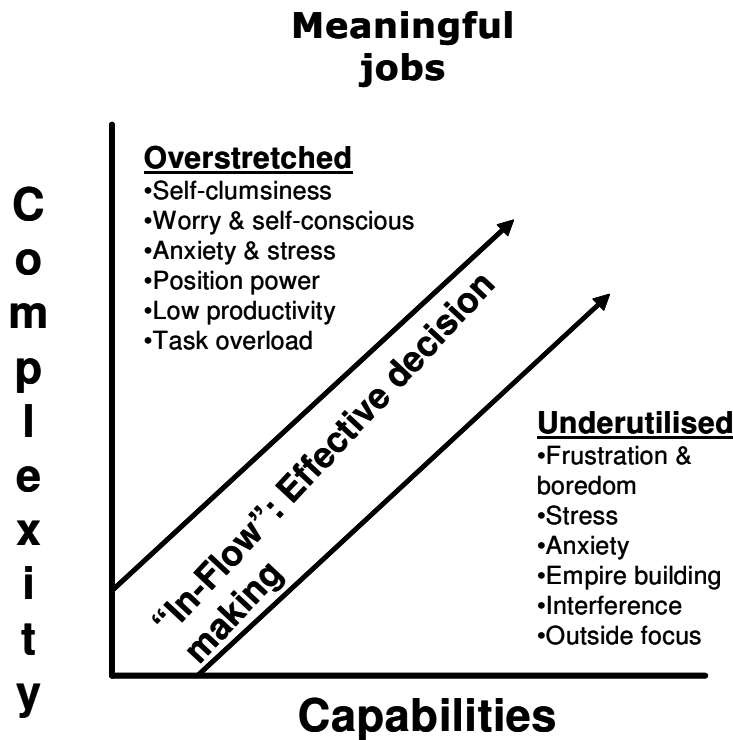 Meaningful
jobs
Complexity
Overstretched
•Self-clumsiness
•Worry & self-conscious
•Anxiety & stress
•Position power
•Low productivity
•Task overload
“In-Flow”: Effective decision
making
Underutilised
•Frustration &
boredom
•Stress
•Anxiety
•Empire building
•Interference
•Outside focus
Capabilities